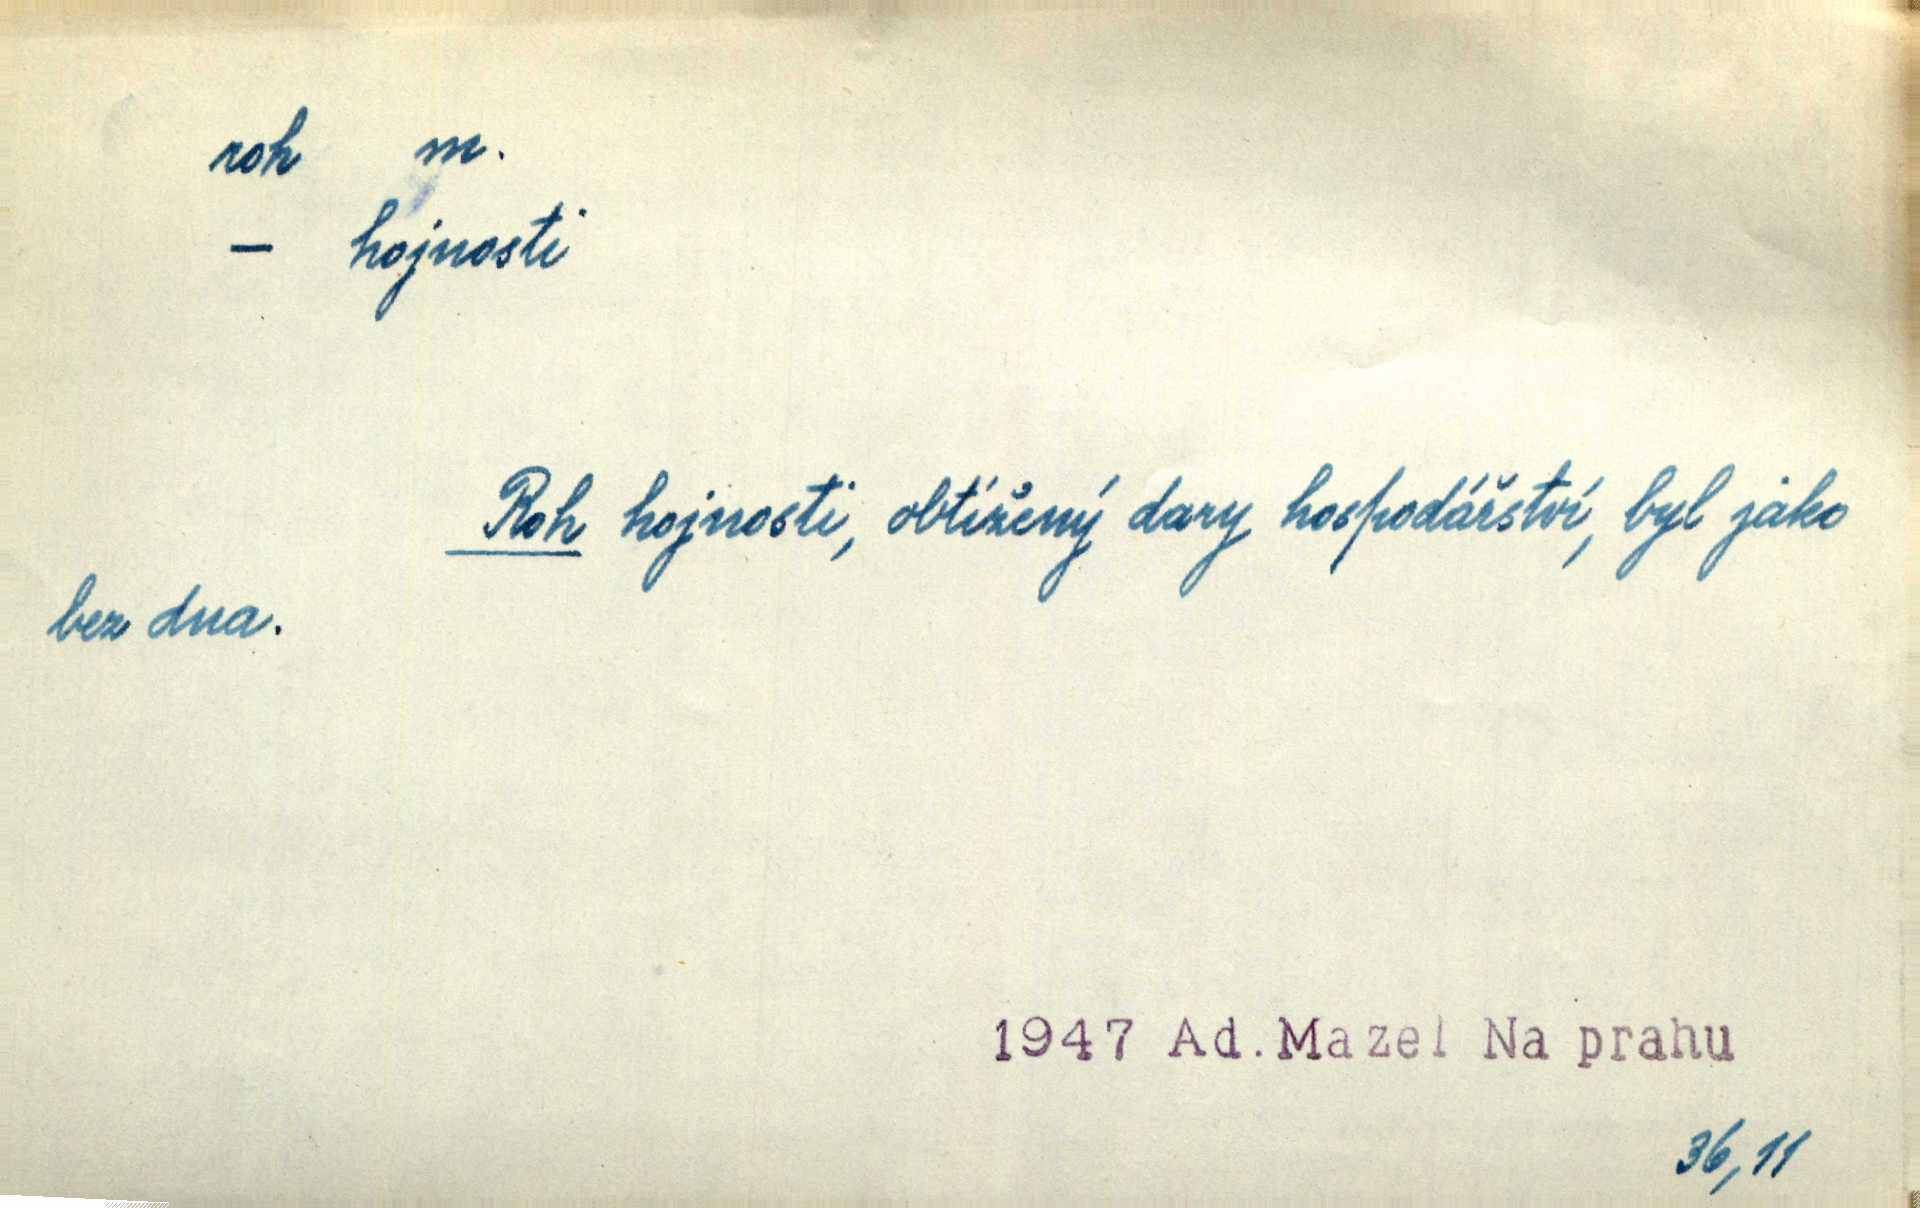 roh m.
– hojnosti
Roh hojnosti, obtížený dary hospodářství, byl jako
bez dna.
1947 Ad. Mazel Na prahu
36,11